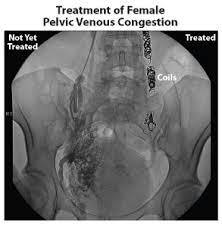 Treatment of Female
Pelvic Venous Congestion
Not Yet
Treated
Treated
Coils